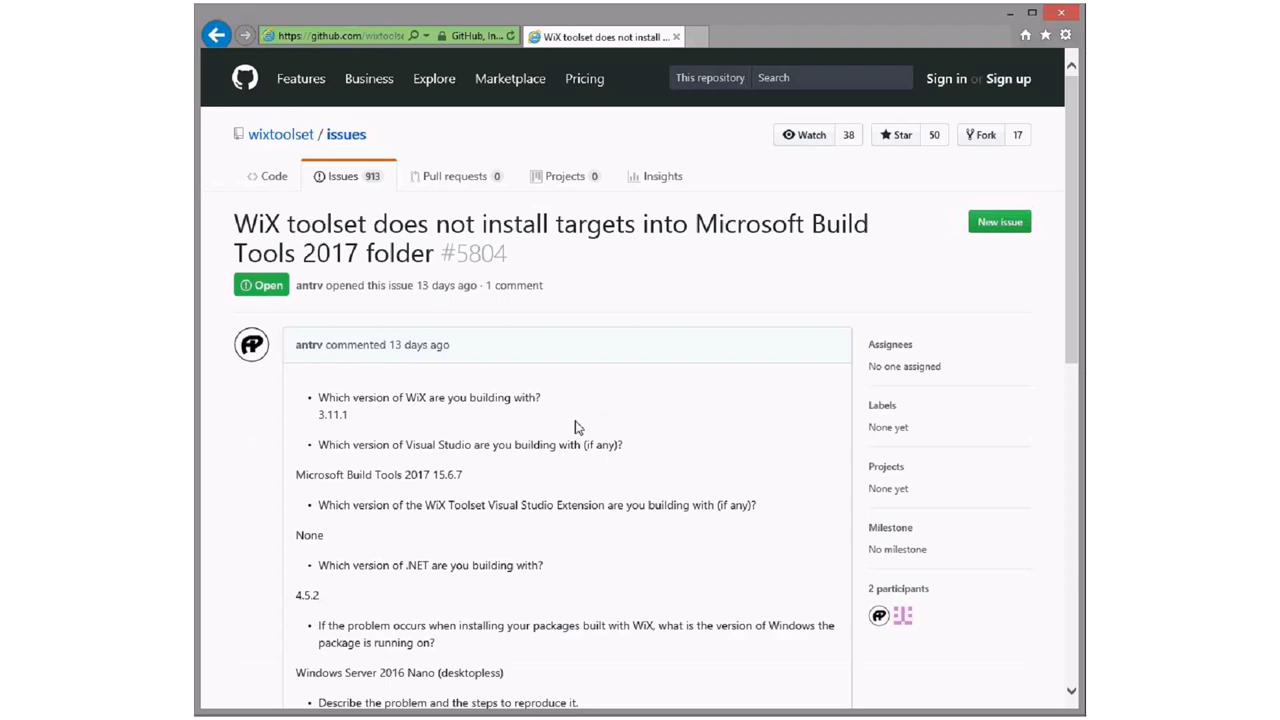 https://github.com/wixtoolse
GitHub, In...
WiX toolset does not install ...
Features
Business
Explore
Marketplace
Pricing
This repository
Search
Sign in or Sign up
wixtoolset / issues
Watch 38
Star 50
Fork 17
Code
Issues 913
Pull requests 0
Projects 0
Insights
WiX toolset does not install targets into Microsoft Build
Tools 2017 folder #5804
New issue
Open
antrv opened this issue 13 days ago · 1 comment
antrv commented 13 days ago
• Which version of WiX are you building with?
3.11.1
• Which version of Visual Studio are you building with (if any)?
Microsoft Build Tools 2017 15.6.7
• Which version of the WiX Toolset Visual Studio Extension are you building with (if any)?
None
• Which version of .NET are you building with?
4.5.2
• If the problem occurs when installing your packages built with WiX, what is the version of Windows the
package is running on?
Windows Server 2016 Nano (desktopless)
• Describe the problem and the steps to reproduce it.
Assignees
No one assigned
Labels
None yet
Projects
None yet
Milestone
No milestone
2 participants